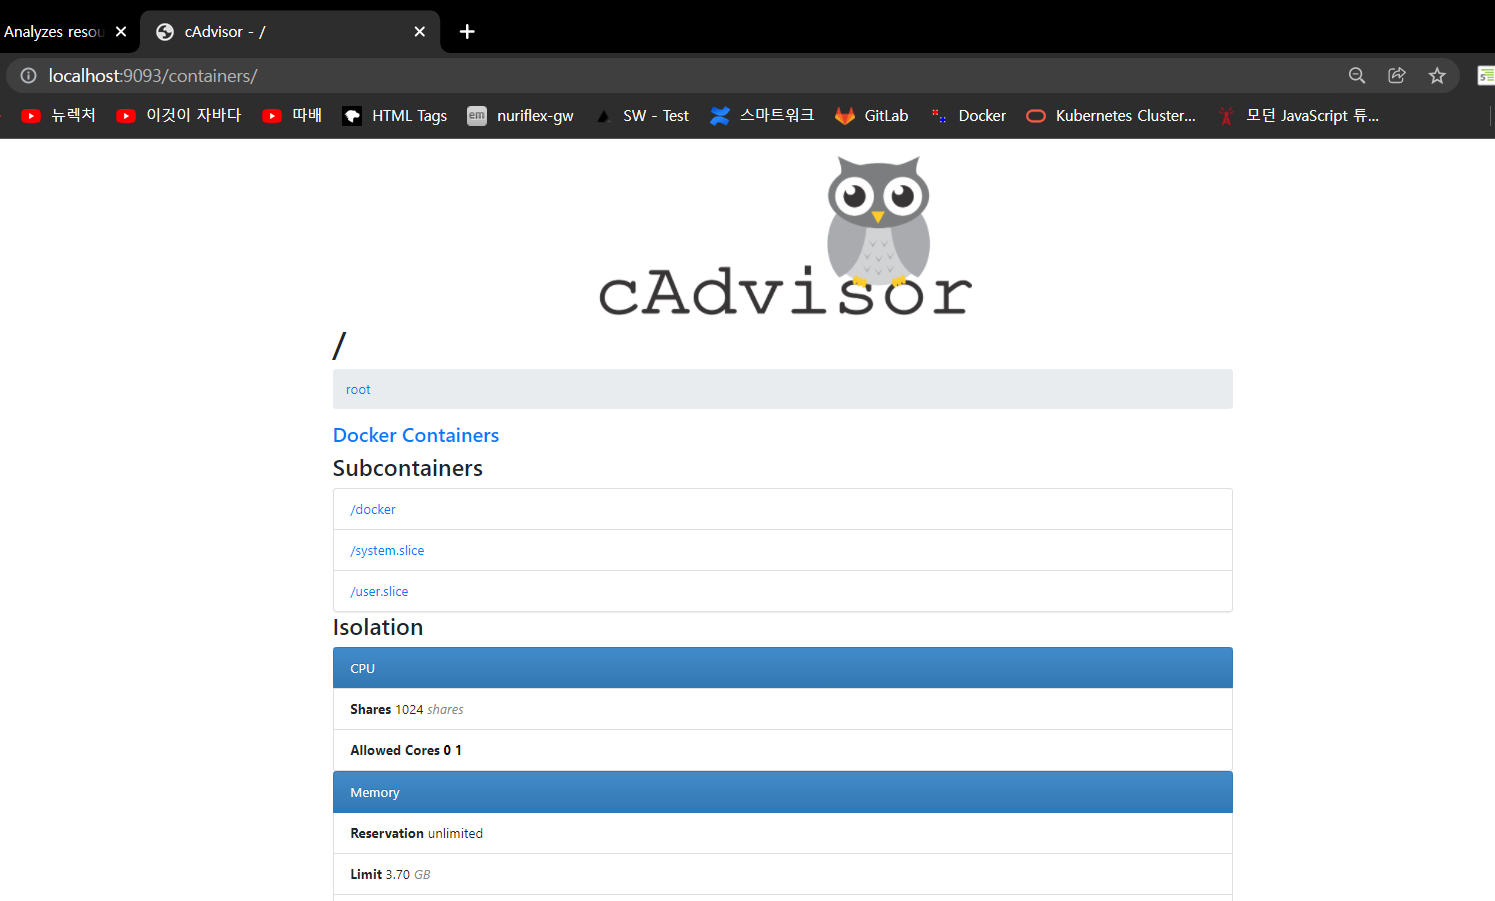 Analyzes resou
cAdvisor - /
localhost:9093/containers/
뉴렉처 이것이 자바다 따배 HTML Tags em nuriflex-gw SW - Test 스마트워크 GitLab Docker Kubernetes Cluster... 모던 JavaScript 튜...
cAdvisor
/
root
Docker Containers
Subcontainers
/docker
/system.slice
/user.slice
Isolation
CPU
Shares 1024 shares
Allowed Cores 0 1
Memory
Reservation unlimited
Limit 3.70 GB